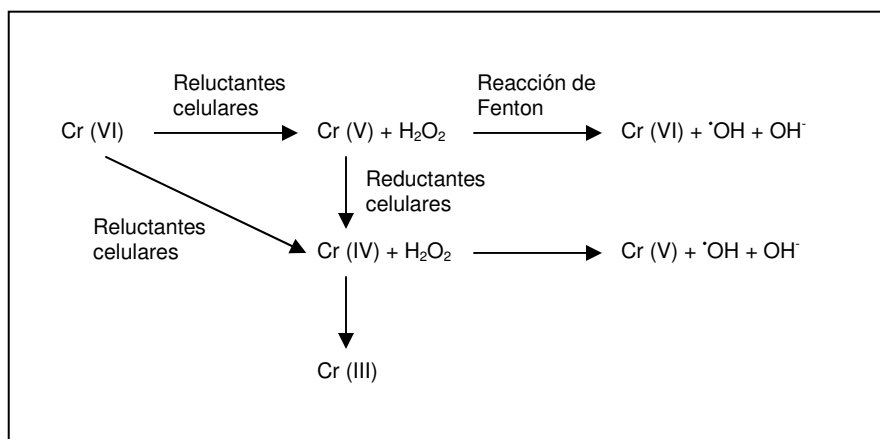 Reluctantes
celulares
Reacción de
Fenton
Cr (VI)
Cr (V) + H₂O₂
Cr (VI) + •OH + OH⁻
Reductantes
celulares
Reluctantes
celulares
Cr (IV) + H₂O₂
Cr (V) + •OH + OH⁻
Cr (III)